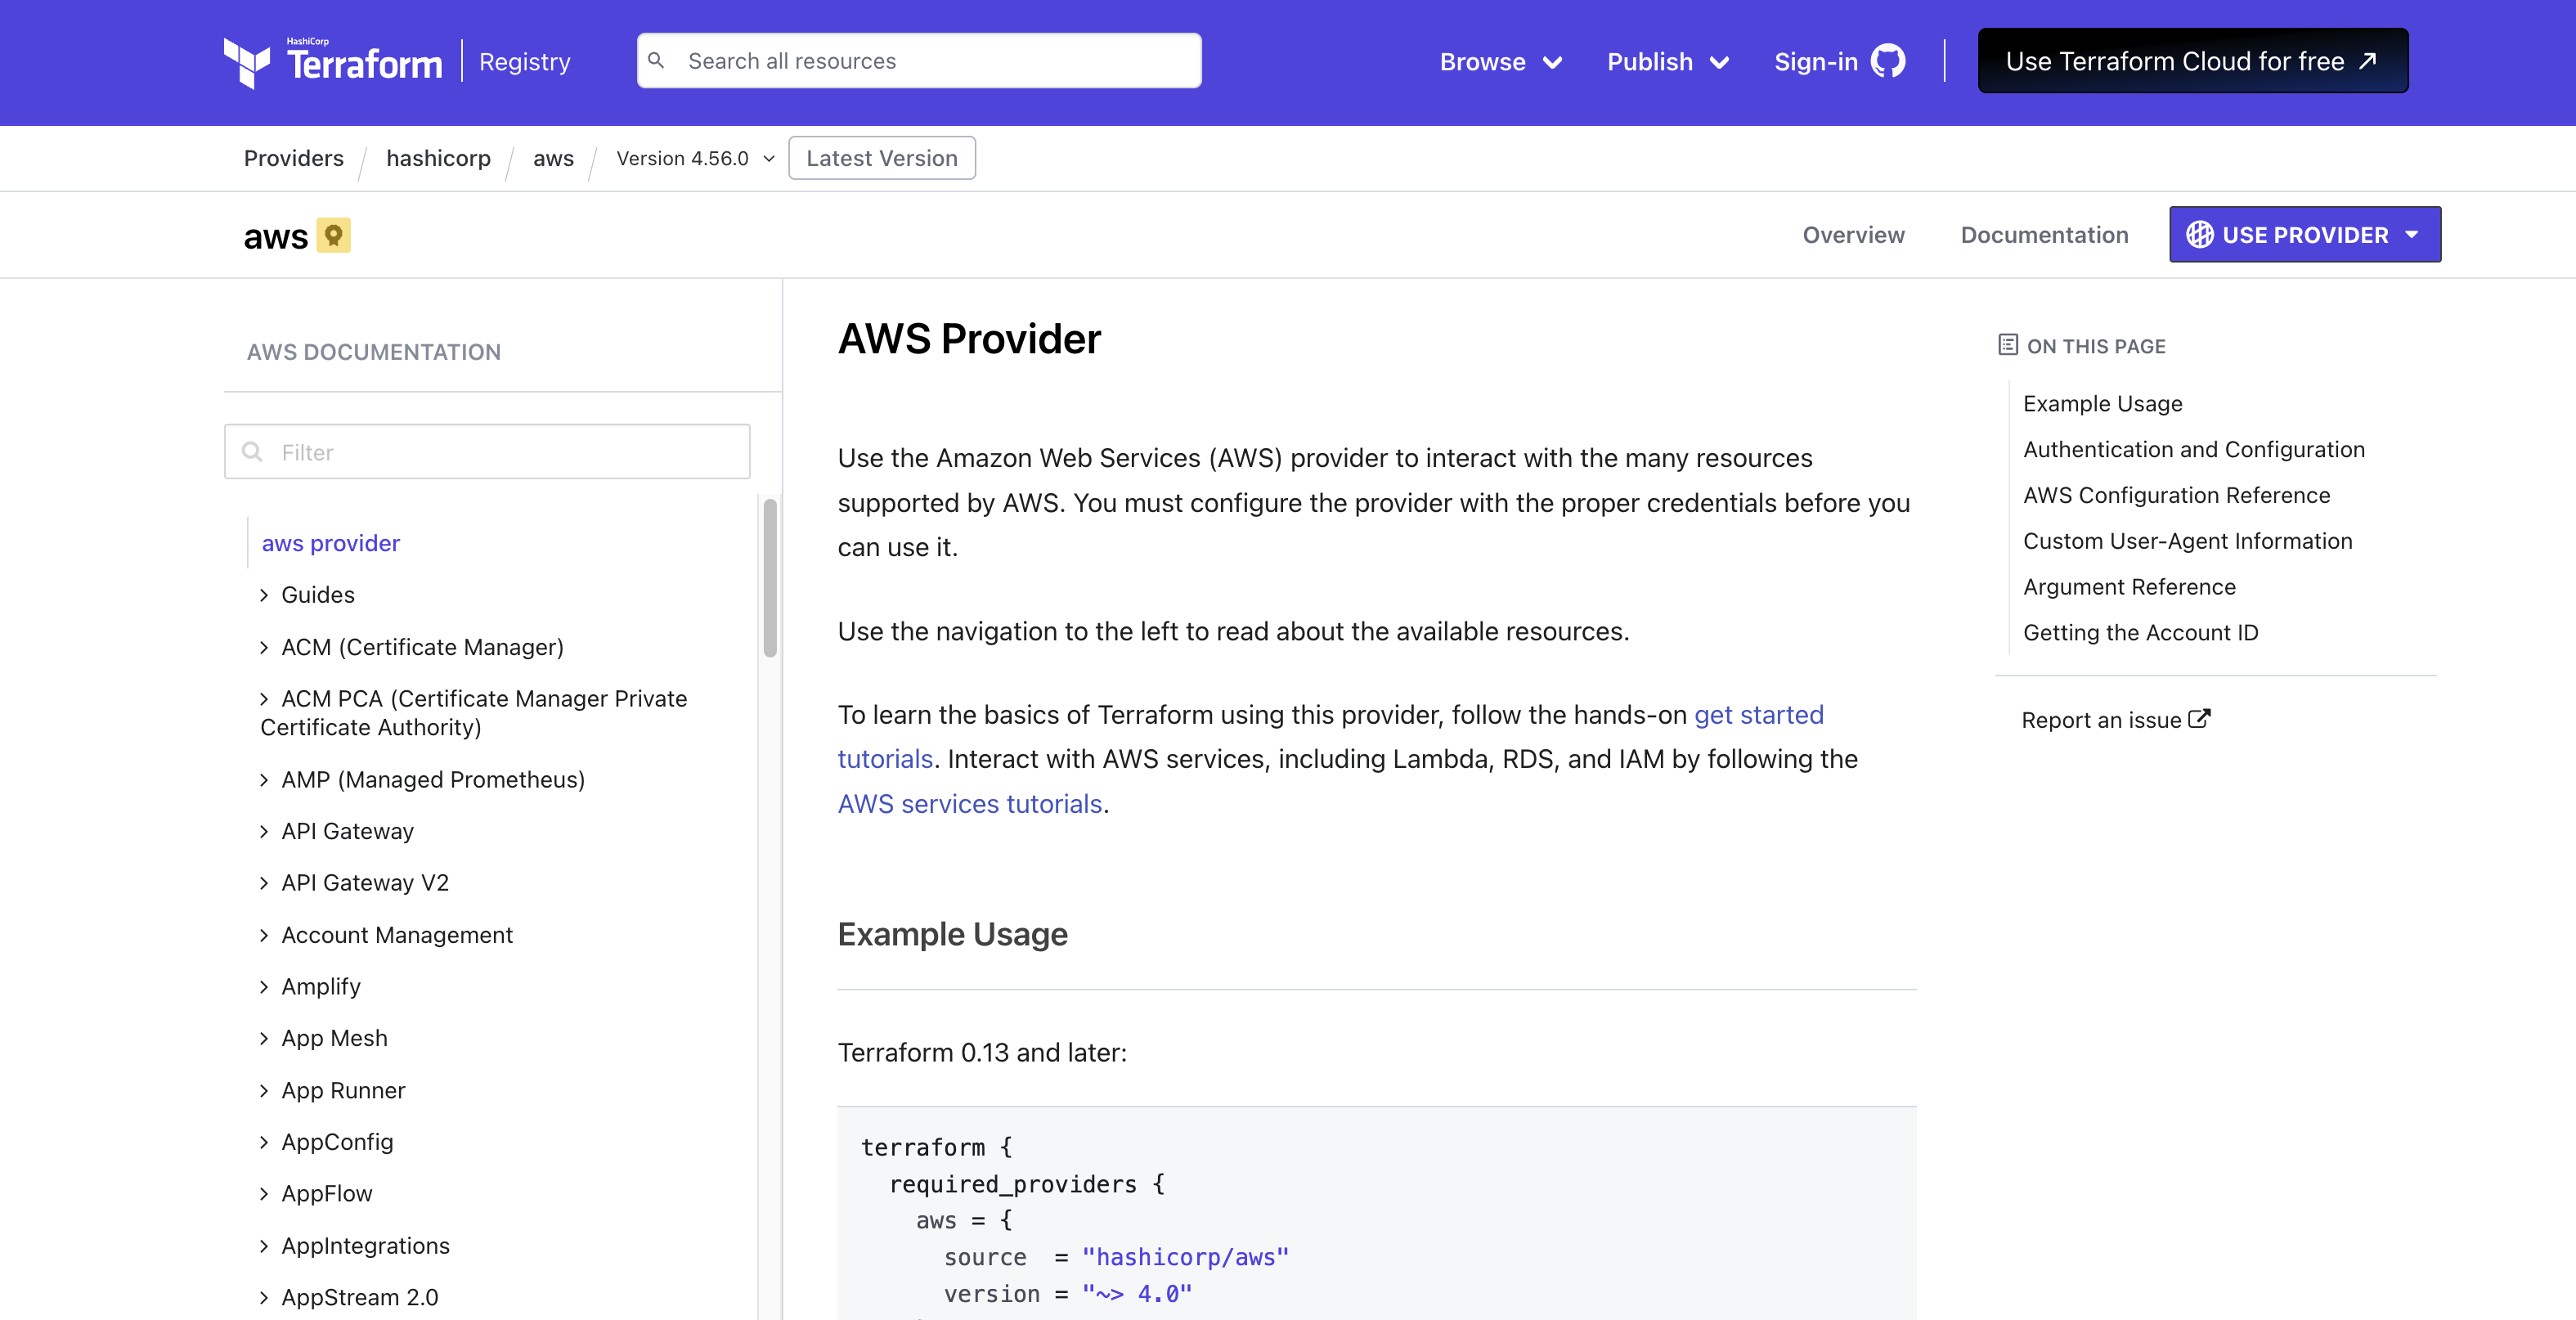 HashiCorp
Terraform
Registry
Search all resources
Browse
Publish
Sign-in
Use Terraform Cloud for free
Providers
hashicorp
aws
Version 4.56.0
Latest Version
aws
Overview
Documentation
USE PROVIDER
AWS DOCUMENTATION
Filter
aws provider
Guides
ACM (Certificate Manager)
ACM PCA (Certificate Manager Private
Certificate Authority)
AMP (Managed Prometheus)
API Gateway
API Gateway V2
Account Management
Amplify
App Mesh
App Runner
AppConfig
AppFlow
AppIntegrations
AppStream 2.0
AWS Provider
Use the Amazon Web Services (AWS) provider to interact with the many resources
supported by AWS. You must configure the provider with the proper credentials before you
can use it.
Use the navigation to the left to read about the available resources.
To learn the basics of Terraform using this provider, follow the hands-on get started
tutorials. Interact with AWS services, including Lambda, RDS, and IAM by following the
AWS services tutorials.
Example Usage
Terraform 0.13 and later:
terraform {
required_providers {
aws = {
source = "hashicorp/aws"
version = "~> 4.0"
ON THIS PAGE
Example Usage
Authentication and Configuration
AWS Configuration Reference
Custom User-Agent Information
Argument Reference
Getting the Account ID
Report an issue